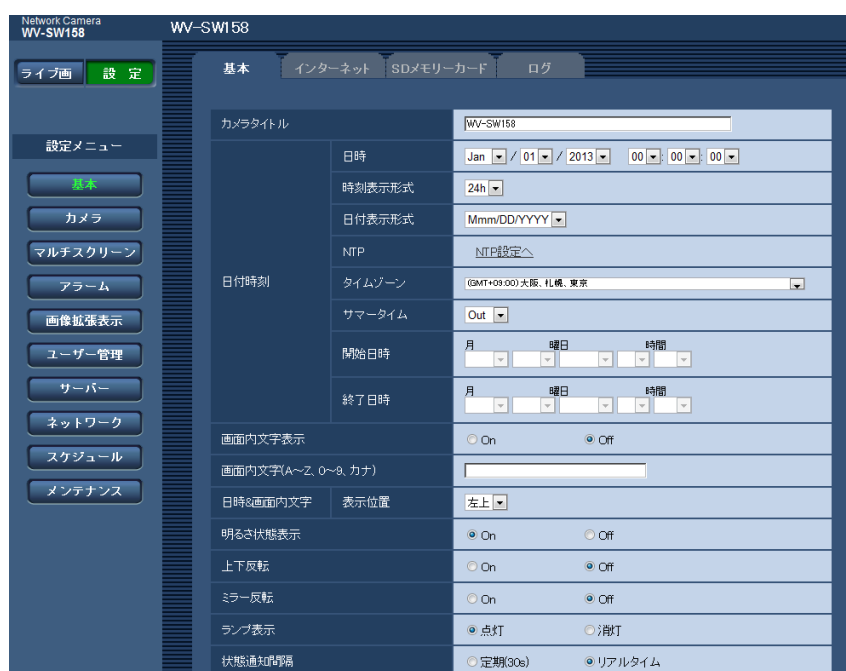 Network Camera
WV-SW158
WV-SW158
ライブ画 設 定
設定メニュー
基本
カメラ
マルチスクリーン
アラーム
画像拡張表示
ユーザー管理
サーバー
ネットワーク
スケジュール
メンテナンス
基本 インターネット SDメモリーカード ログ
カメラタイトル WV-SW158
日付時刻
日時 Jan / 01 / 2013 00 : 00 : 00
時刻表示形式 24h
日付表示形式 Mmm/DD/YYYY
NTP NTP設定へ
タイムゾーン (GMT+09:00)大阪、札幌、東京
サマータイム Out
開始日時 月 曜日 時間
終了日時 月 曜日 時間
画面内文字表示 On Off
画面内文字(A～Z、0～9、カナ)
日時&画面内文字 表示位置 左上
明るさ状態表示 On Off
上下反転 On Off
ミラー反転 On Off
ランプ表示 点灯 消灯
状態通知間隔 定期(30s) リアルタイム